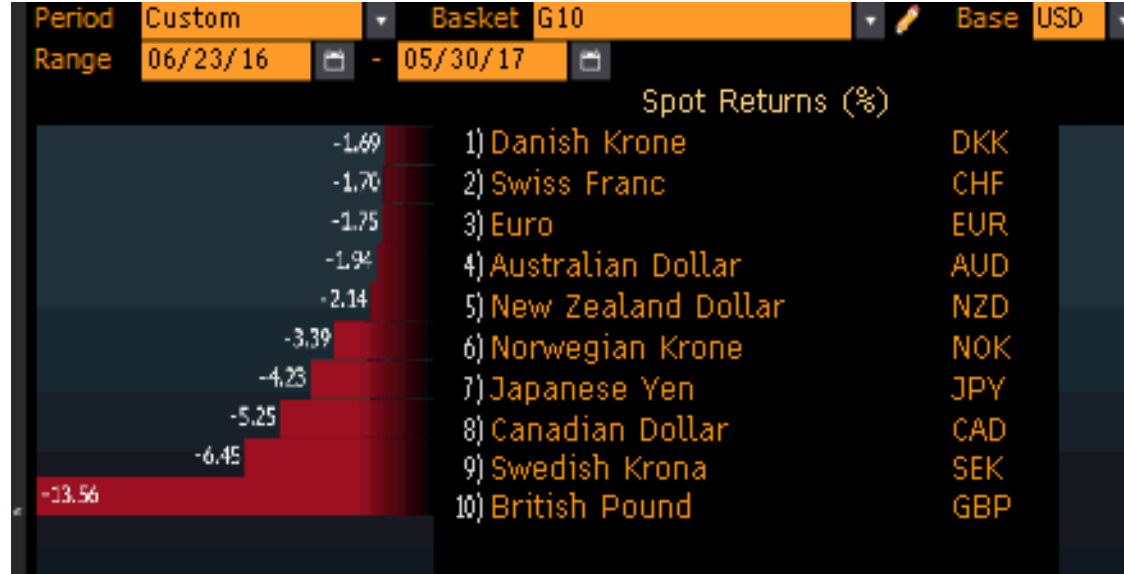 Period Custom Basket G10 Base USD
Range 06/23/16 - 05/30/17
Spot Returns (%)
-1.69 1) Danish Krone DKK
-1.70 2) Swiss Franc CHF
-1.75 3) Euro EUR
-1.94 4) Australian Dollar AUD
-2.14 5) New Zealand Dollar NZD
-3.39 6) Norwegian Krone NOK
-4.23 7) Japanese Yen JPY
-5.25 8) Canadian Dollar CAD
-6.45 9) Swedish Krona SEK
-13.56 10) British Pound GBP